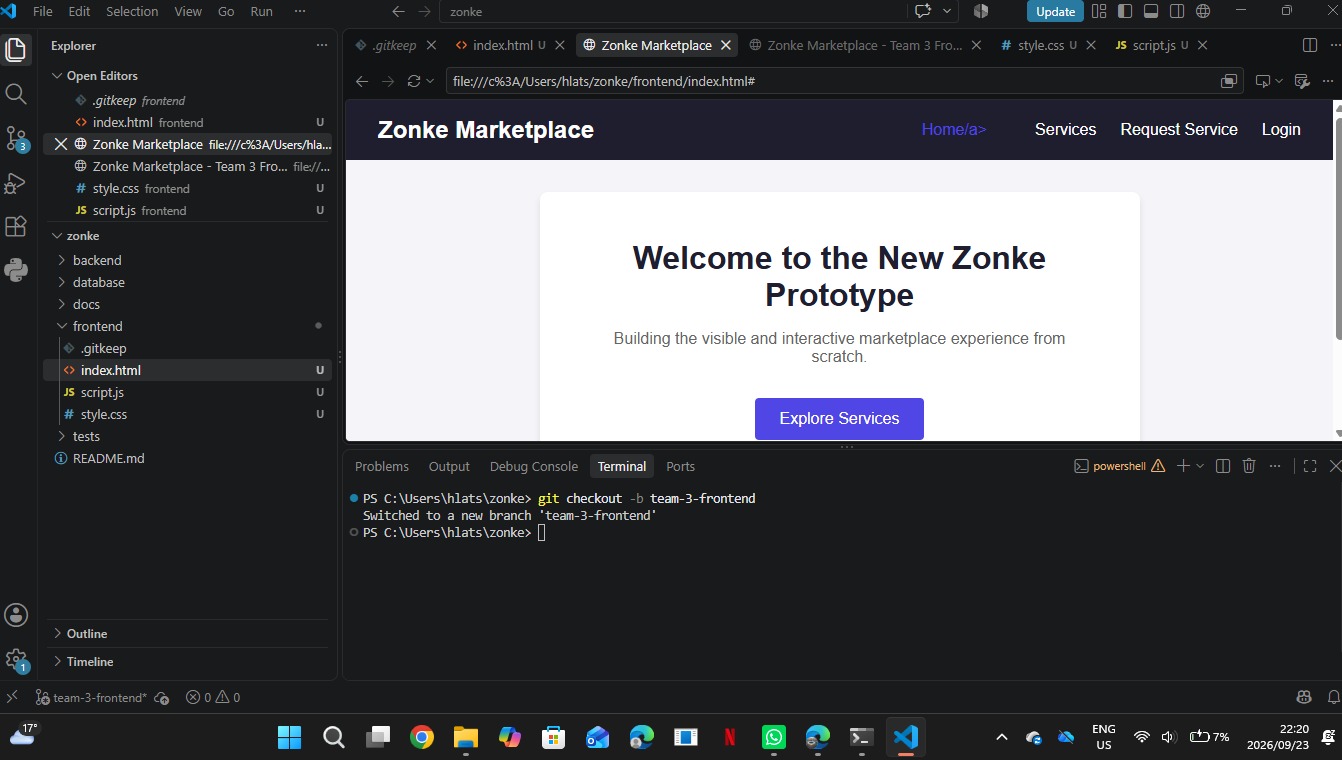 File Edit Selection View Go Run ···
zonke
Update
Explorer ···
Open Editors
.gitkeep frontend
index.html frontend U
Zonke Marketplace file:///c%3A/Users/hla...
Zonke Marketplace - Team 3 Fro... file://...
style.css frontend U
JS script.js frontend U
zonke
backend
database
docs
frontend
.gitkeep
index.html U
JS script.js U
# style.css U
tests
README.md
Outline
Timeline
3
1
.gitkeep
index.html U
Zonke Marketplace
Zonke Marketplace - Team 3 Fro...
# style.css U
JS script.js U
file:///c%3A/Users/hlats/zonke/frontend/index.html#
Zonke Marketplace
Home/a> Services Request Service Login
Welcome to the New Zonke
Prototype
Building the visible and interactive marketplace experience from
scratch.
Explore Services
Problems Output Debug Console Terminal Ports
powershell
PS C:\Users\hlats\zonke> git checkout -b team-3-frontend
Switched to a new branch 'team-3-frontend'
PS C:\Users\hlats\zonke>
team-3-frontend* 0 0
17°
ENG
US
7%
22:20
2026/09/23